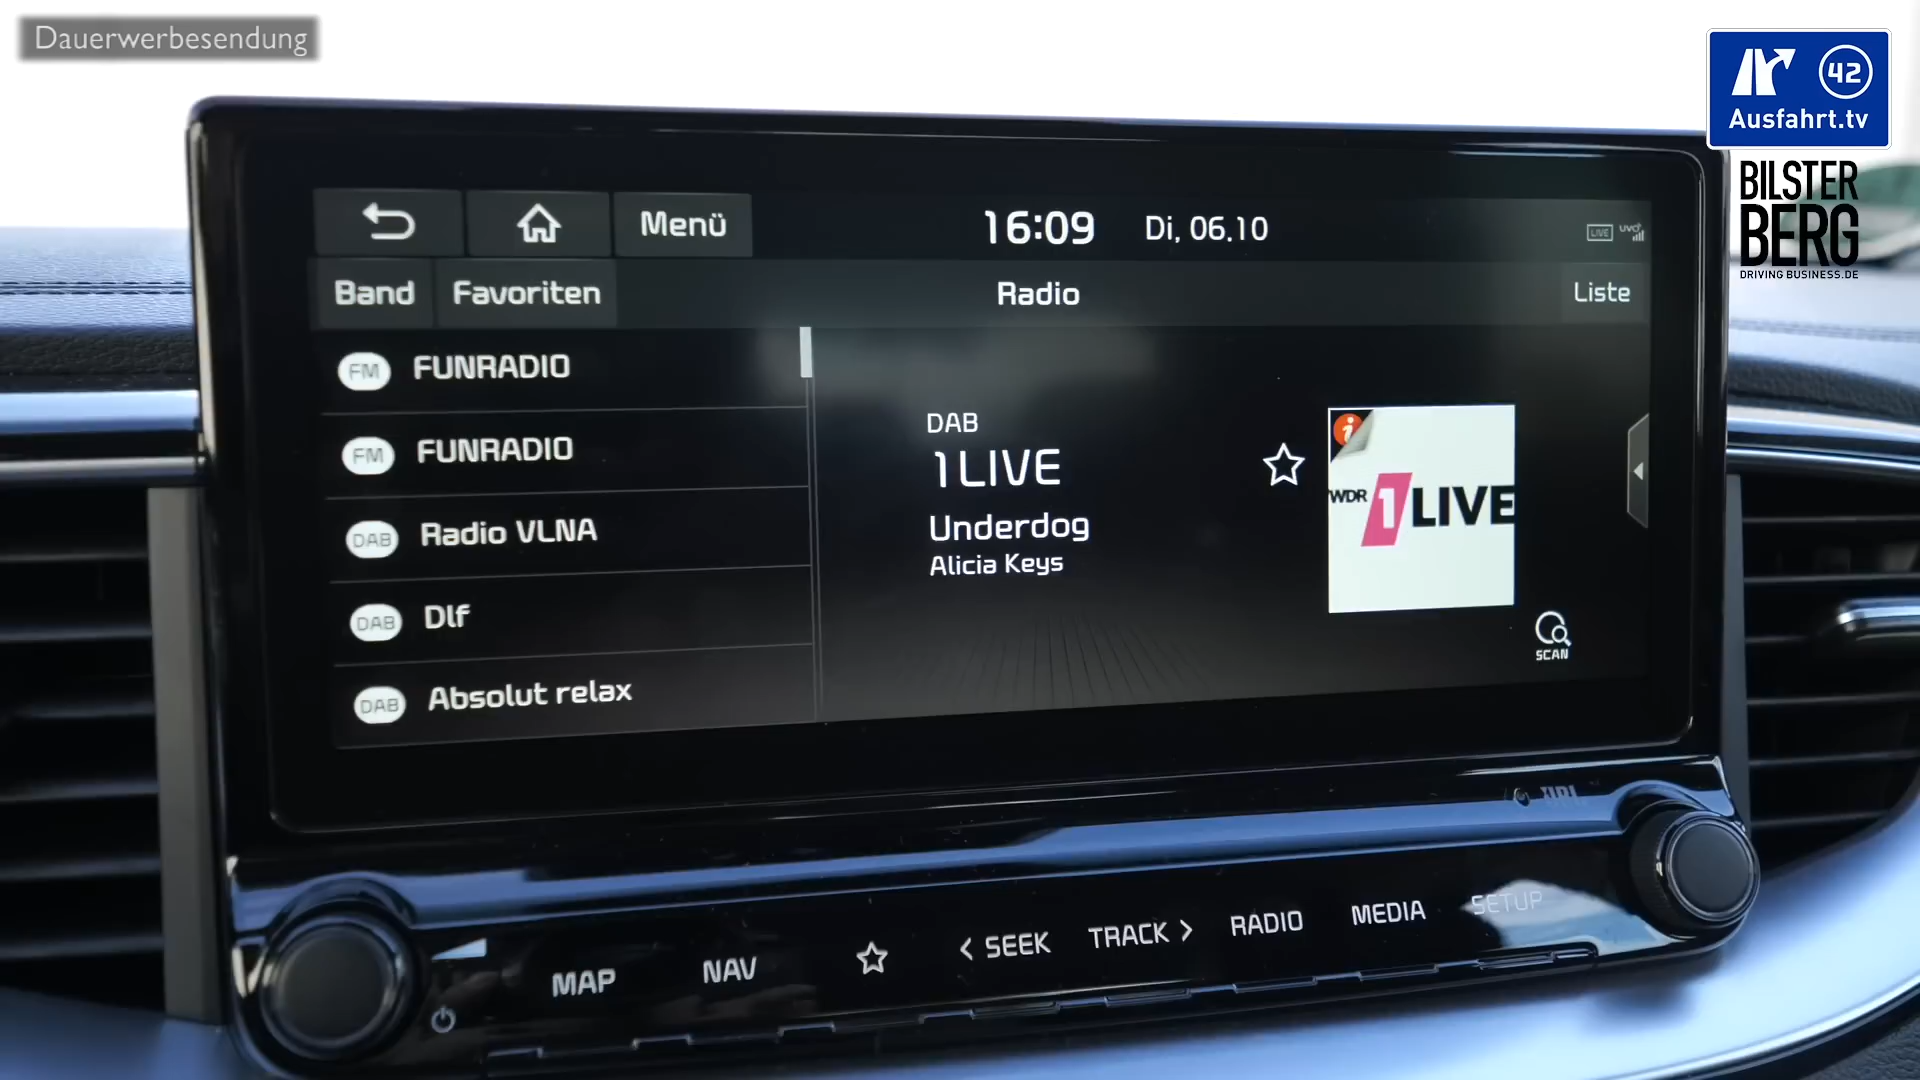 Dauerwerbesendung
42
Ausfahrt.tv
BILSTER
BERG
DRIVING BUSINESS.DE
Menü
16:09
Di, 06.10
LIVE
Band
Favoriten
Radio
Liste
FM FUNRADIO
FM FUNRADIO
DAB Radio VLNA
DAB Dlf
DAB Absolut relax
DAB
1LIVE
Underdog
Alicia Keys
i
WDR 1LIVE
SCAN
MAP
NAV
< SEEK
TRACK >
RADIO
MEDIA
SETUP